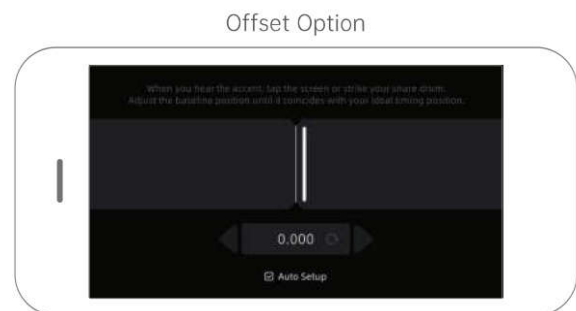 Offset Option
When you hear the accent, tap the screen or strike your snare drum.
Adjust the baseline position until it coincides with your ideal timing position.
0.000
Auto Setup